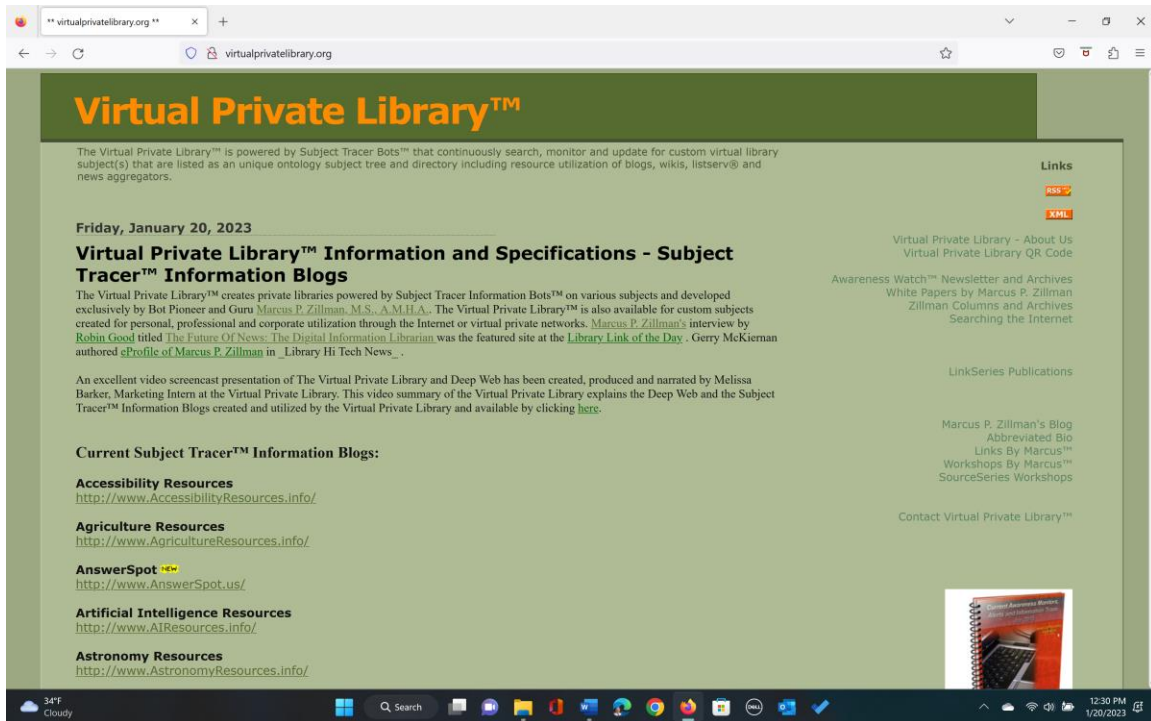 ** virtualprivatelibrary.org **
virtualprivatelibrary.org
Virtual Private Library™
The Virtual Private Library™ is powered by Subject Tracer Bots™ that continuously search, monitor and update for custom virtual library
subject(s) that are listed as an unique ontology subject tree and directory including resource utilization of blogs, wikis, listserv® and
news aggregators.
Friday, January 20, 2023
Virtual Private Library™ Information and Specifications - Subject
Tracer™ Information Blogs
The Virtual Private Library™ creates private libraries powered by Subject Tracer Information Bots™ on various subjects and developed
exclusively by Bot Pioneer and Guru Marcus P. Zillman, M.S., A.M.H.A.. The Virtual Private Library™ is also available for custom subjects
created for personal, professional and corporate utilization through the Internet or virtual private networks. Marcus P. Zillman's interview by
Robin Good titled The Future Of News: The Digital Information Librarian was the featured site at the Library Link of the Day . Gerry McKiernan
authored eProfile of Marcus P. Zillman in _Library Hi Tech News_ .
An excellent video screencast presentation of The Virtual Private Library and Deep Web has been created, produced and narrated by Melissa
Barker, Marketing Intern at the Virtual Private Library. This video summary of the Virtual Private Library explains the Deep Web and the Subject
Tracer™ Information Blogs created and utilized by the Virtual Private Library and available by clicking here.
Current Subject Tracer™ Information Blogs:
Accessibility Resources
http://www.AccessibilityResources.info/
Agriculture Resources
http://www.AgricultureResources.info/
AnswerSpot NEW
http://www.AnswerSpot.us/
Artificial Intelligence Resources
http://www.AIResources.info/
Astronomy Resources
http://www.AstronomyResources.info/
Links
RSS
XML
Virtual Private Library - About Us
Virtual Private Library QR Code
Awareness Watch™ Newsletter and Archives
White Papers by Marcus P. Zillman
Zillman Columns and Archives
Searching the Internet
LinkSeries Publications
Marcus P. Zillman's Blog
Abbreviated Bio
Links By Marcus™
Workshops By Marcus™
SourceSeries Workshops
Contact Virtual Private Library™
Current Awareness Monitors,
34°F
Cloudy
Search
DELL
12:30 PM
1/20/2023